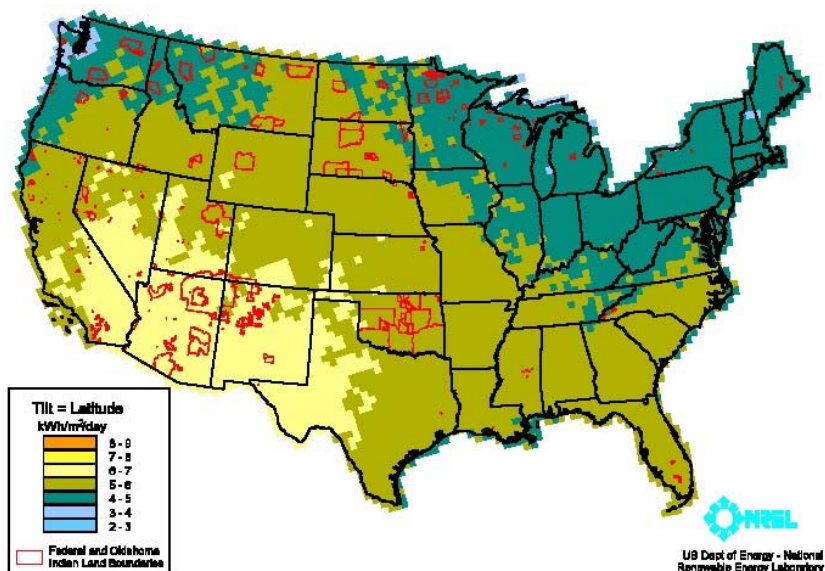 Tilt = Latitude
kWh/m²/day
8 - 9
7 - 8
6 - 7
5 - 6
4 - 5
3 - 4
2 - 3
Federal and Oklahoma
Indian Land Boundaries
NREL
US Dept of Energy - National
Renewable Energy Laboratory